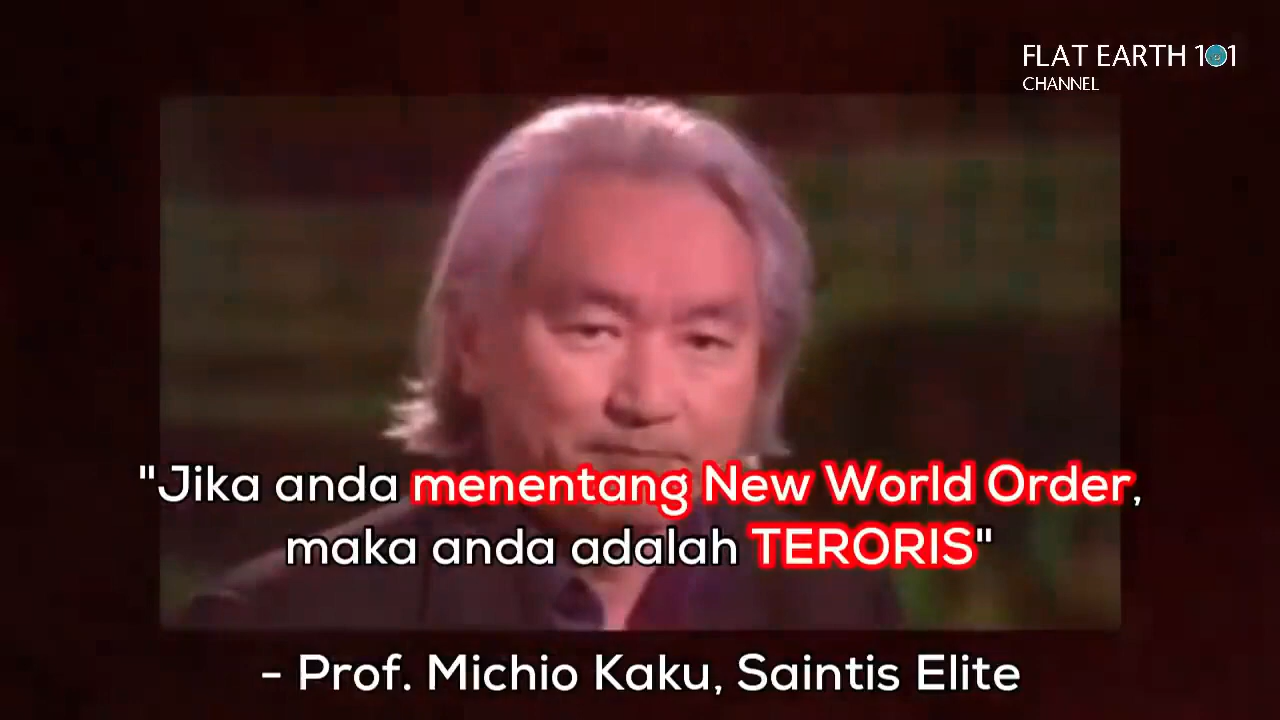 FLAT EARTH 101
CHANNEL
"Jika anda menentang New World Order,
maka anda adalah TERORIS"
- Prof. Michio Kaku, Saintis Elite